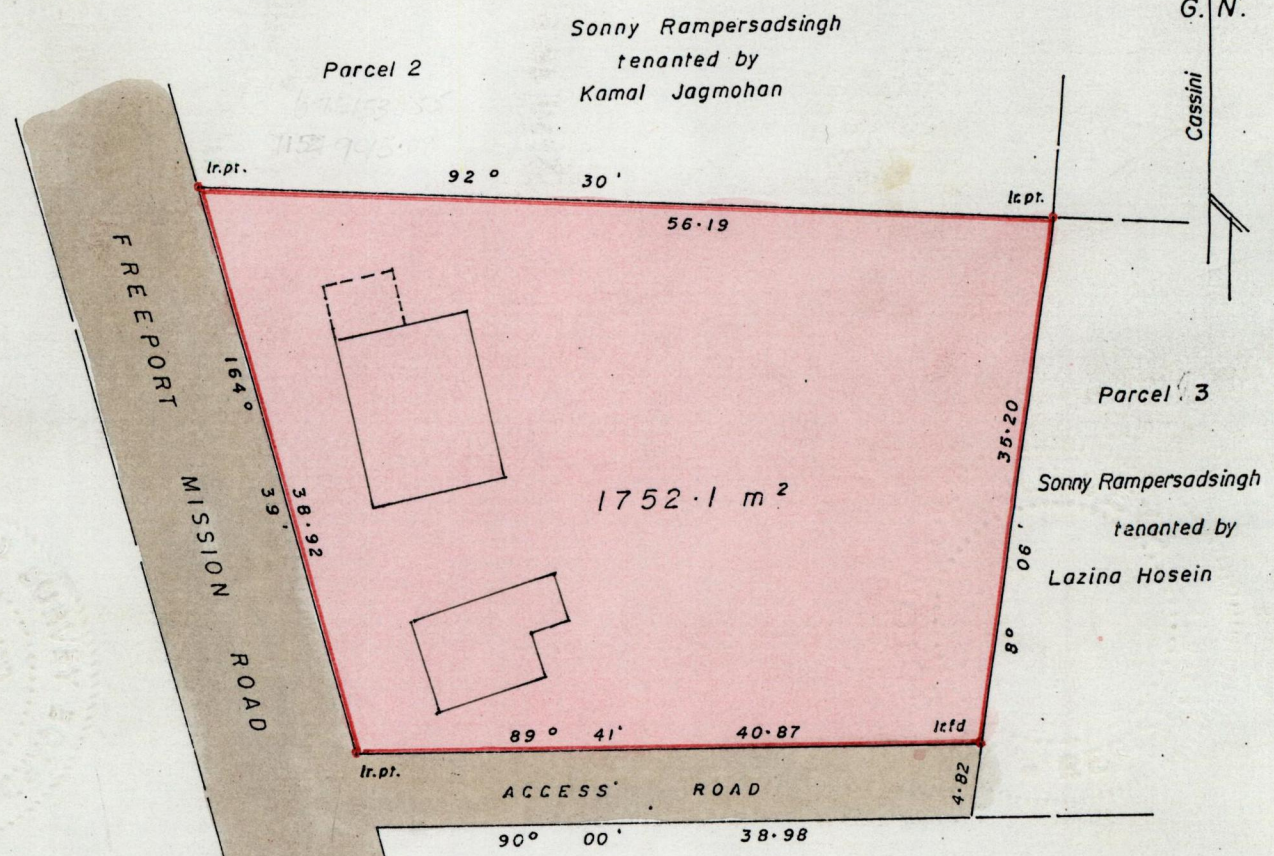 G. N.
Cassini
Sonny Rampersadsingh
tenanted by
Kamal Jagmohan
Parcel 2
Ir.pt.
92° 30'
56·19
Ir.pt.
FREEPORT MISSION ROAD
164° 39'
38·92
1752·1 m²
35·20
8° 06'
Parcel 3
Sonny Rampersadsingh
tenanted by
Lazina Hosein
89° 41' 40·87
Ir.fd
Ir.pt.
ACCESS ROAD
4·82
90° 00' 38·98